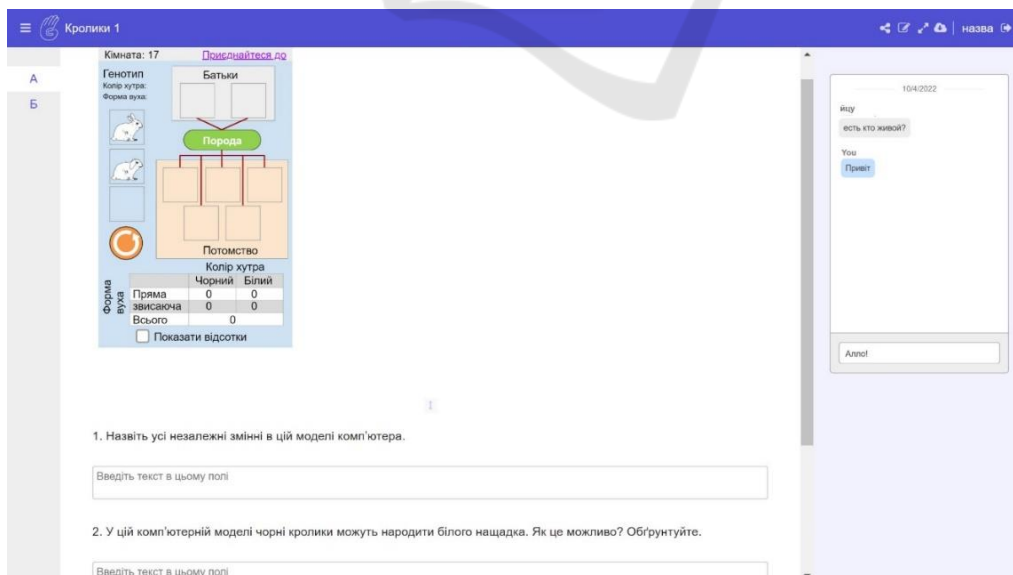 Кролики 1
назва
А
Б
Кімната: 17 Приєднайтеся до
Генотип
Колір хутра:
Форма вуха:
Батьки
Порода
Потомство
Колір хутра
Чорний Білий
Форма вуха
Пряма 0 0
звисаюча 0 0
Всього 0
Показати відсотки
1. Назвіть усі незалежні змінні в цій моделі комп'ютера.
Введіть текст в цьому полі
2. У цій комп'ютерній моделі чорні кролики можуть народити білого нащадка. Як це можливо? Обґрунтуйте.
Введіть текст в цьому полі
10/4/2022
йцу
есть кто живой?
You
Привіт
Алло!